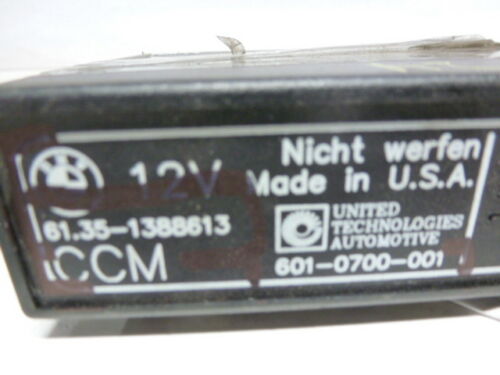 12V
Nicht werfen
Made in U.S.A.
61.35-1388613
UNITED
TECHNOLOGIES
AUTOMOTIVE
CCM
601-0700-001